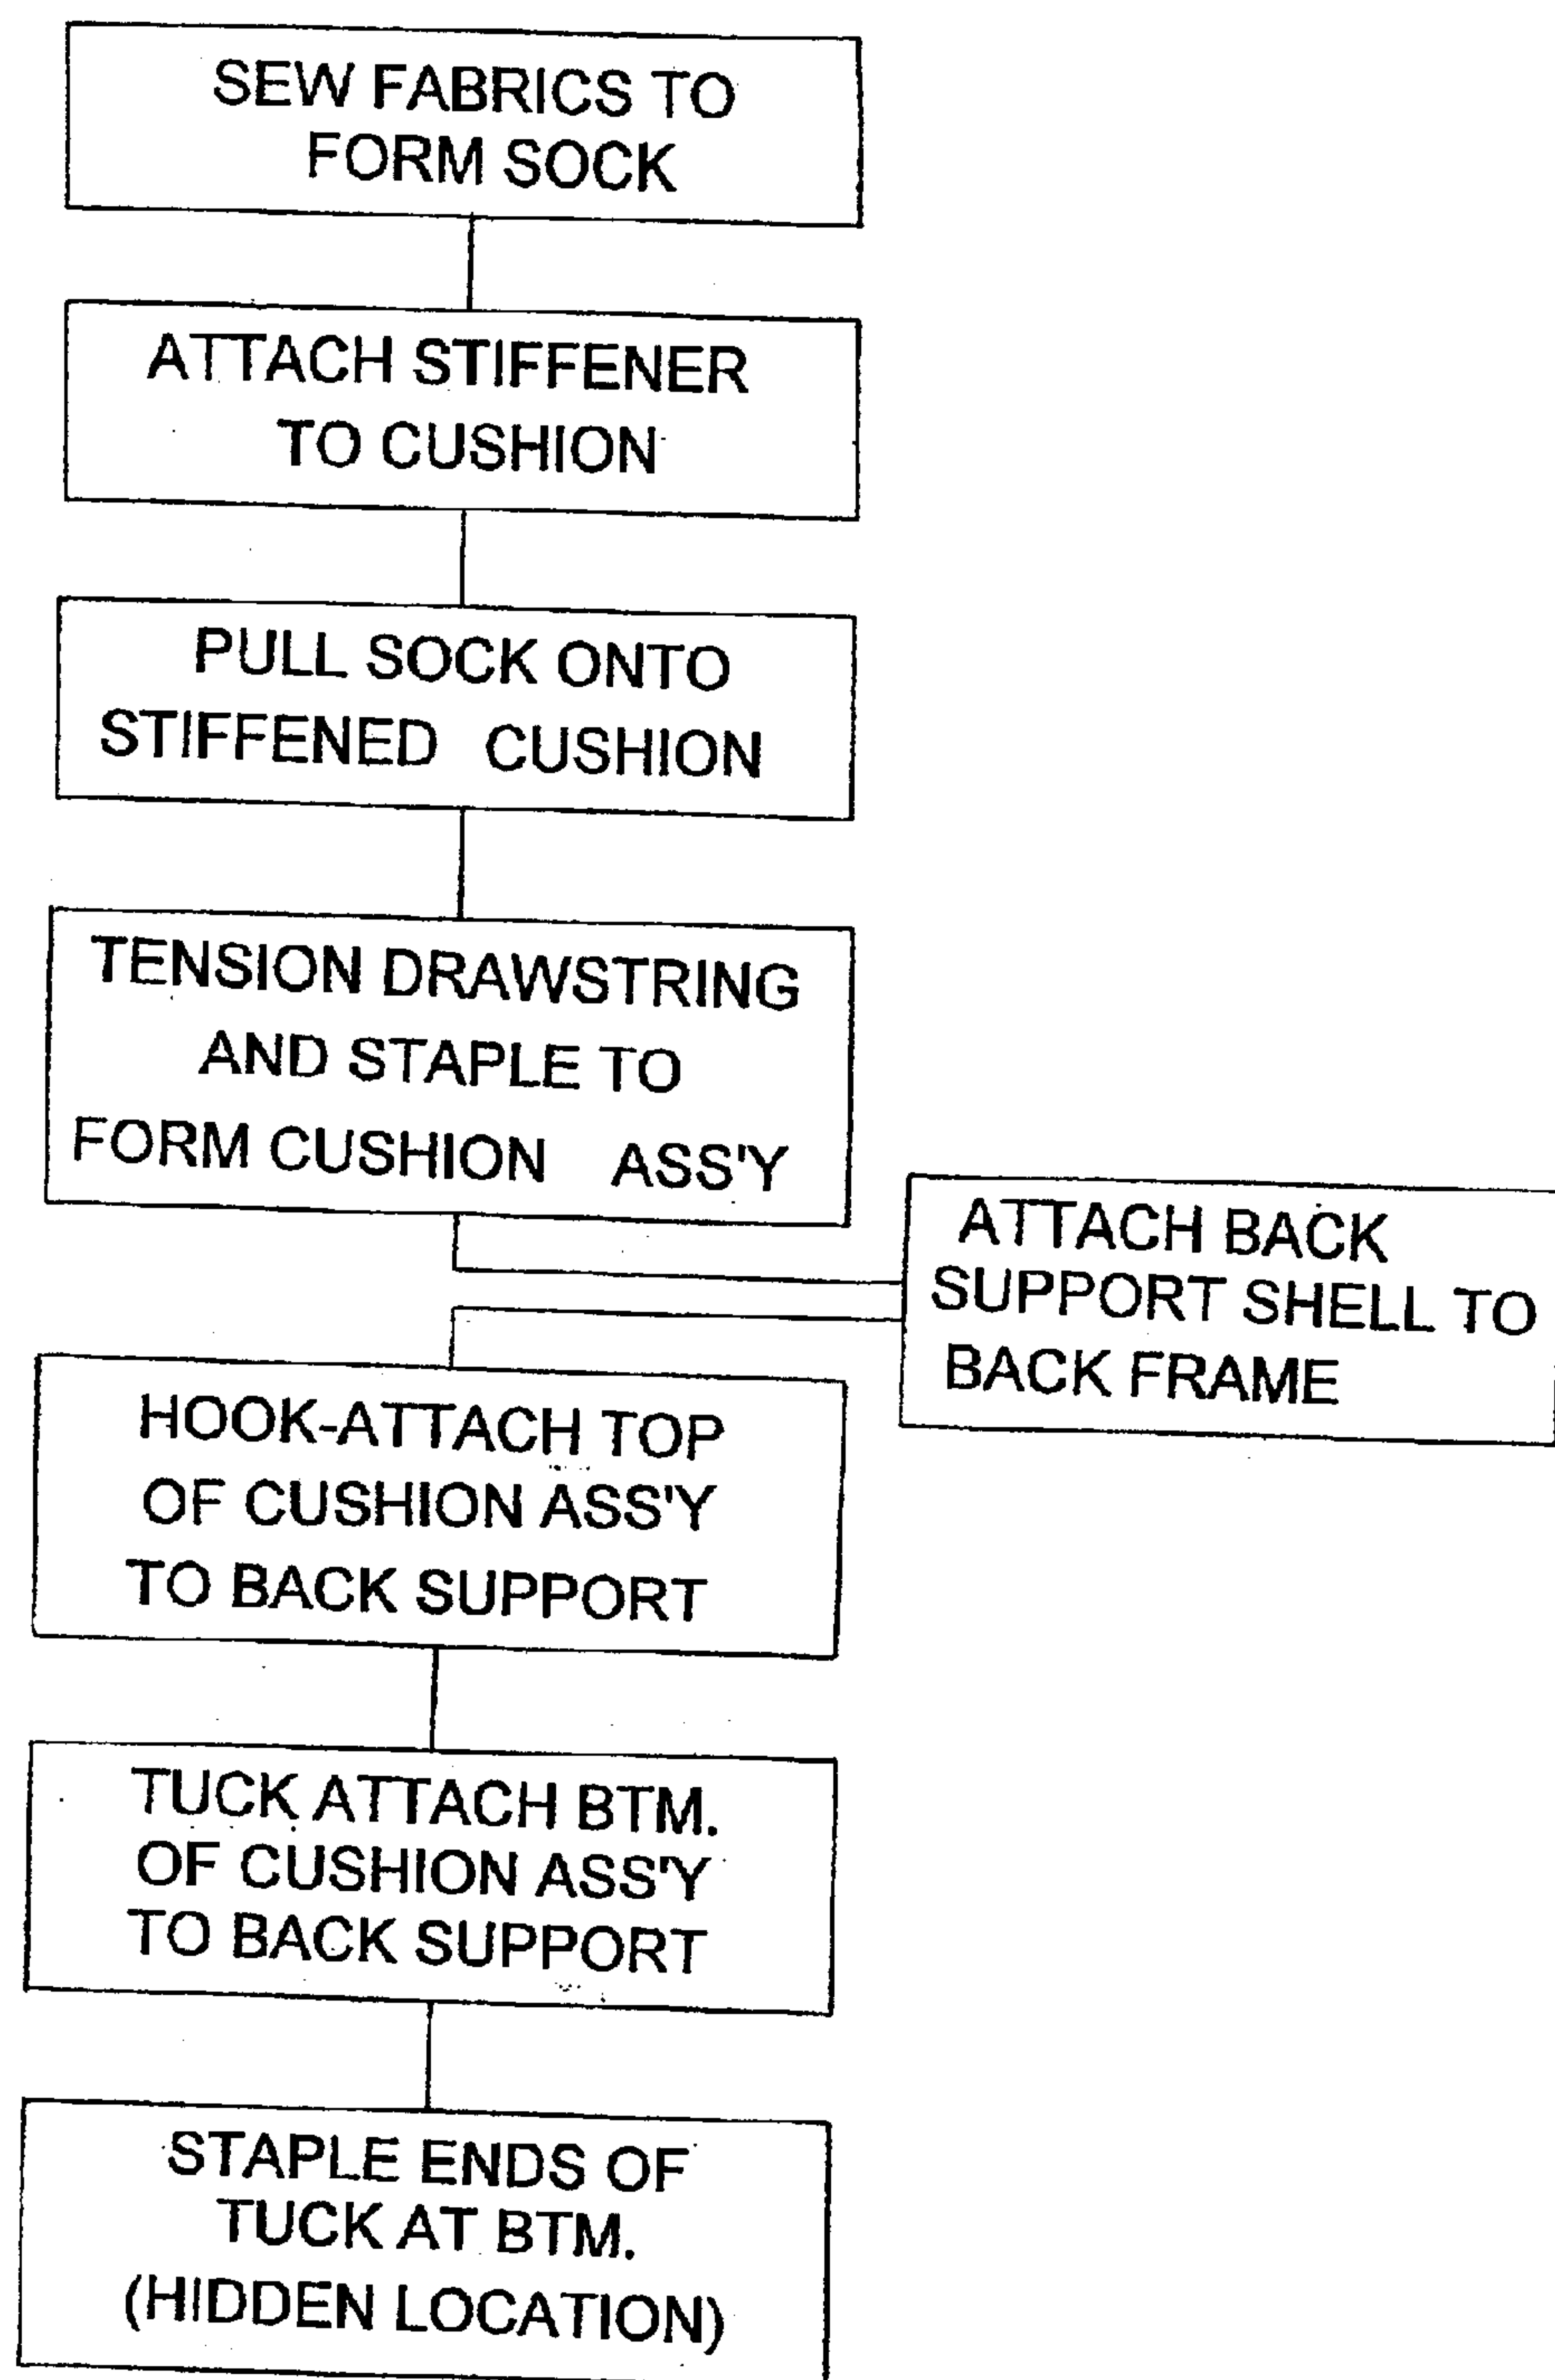 SEW FABRICS TO
FORM SOCK
ATTACH STIFFENER
TO CUSHION
PULL SOCK ONTO
STIFFENED CUSHION
TENSION DRAWSTRING
AND STAPLE TO
FORM CUSHION ASS'Y
ATTACH BACK
SUPPORT SHELL TO
BACK FRAME
HOOK-ATTACH TOP
OF CUSHION ASS'Y
TO BACK SUPPORT
TUCK ATTACH BTM.
OF CUSHION ASS'Y
TO BACK SUPPORT
STAPLE ENDS OF
TUCK AT BTM.
(HIDDEN LOCATION)